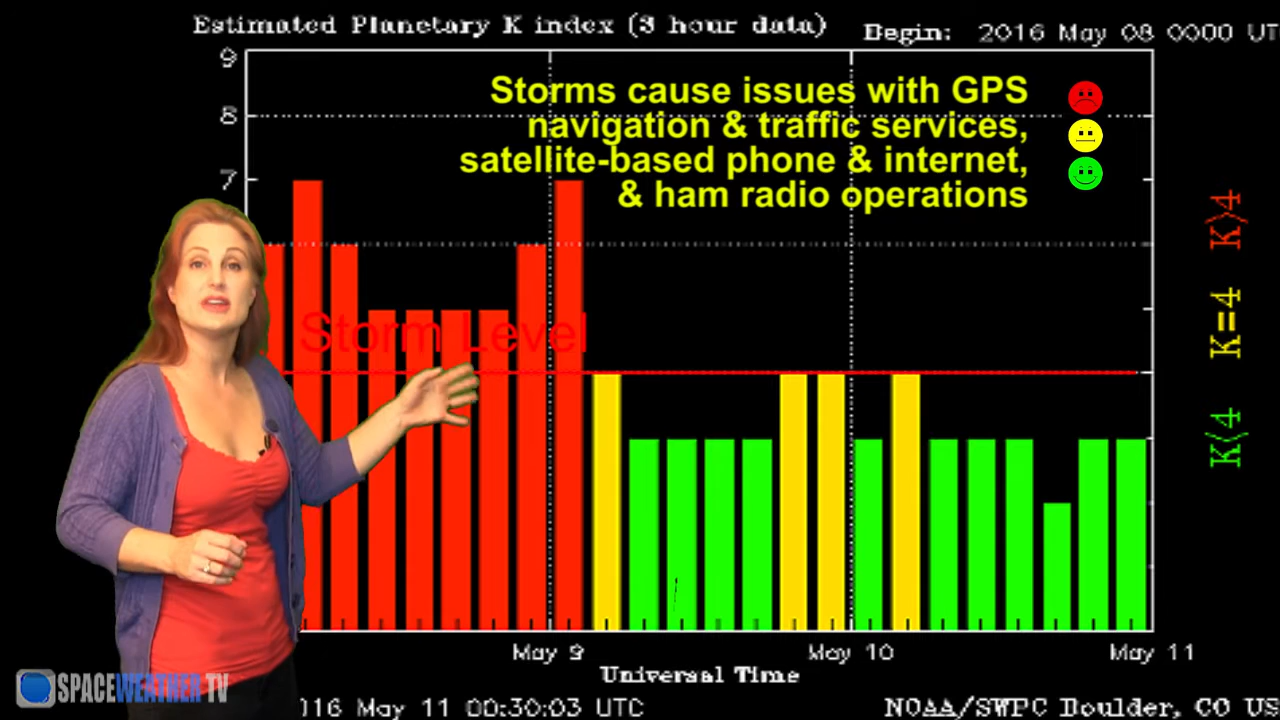 Estimated Planetary K index (3 hour data)
Begin: 2016 May 08 0000 UT
9
8
7
Storms cause issues with GPS
navigation & traffic services,
satellite-based phone & internet,
& ham radio operations
K>4
K=4
K<4
Storm Level
May 9
May 10
May 11
Universal Time
SPACEWEATHER TV
16 May 11 00:30:03 UTC
NOAA/SWPC Boulder, CO US